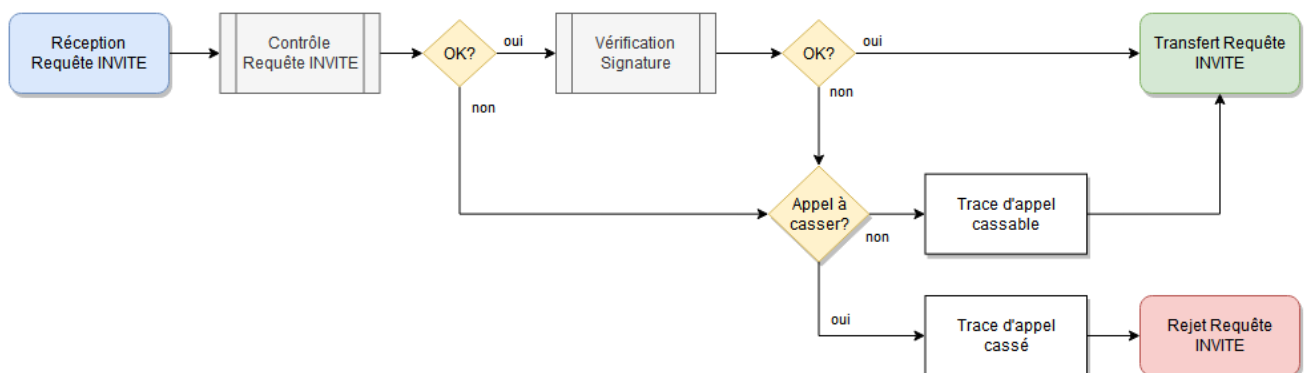 Réception
Requête INVITE
Contrôle
Requête INVITE
OK?
oui
non
Vérification
Signature
OK?
oui
non
Transfert Requête
INVITE
Appel à
casser?
non
oui
Trace d'appel
cassable
Trace d'appel
cassé
Rejet Requête
INVITE